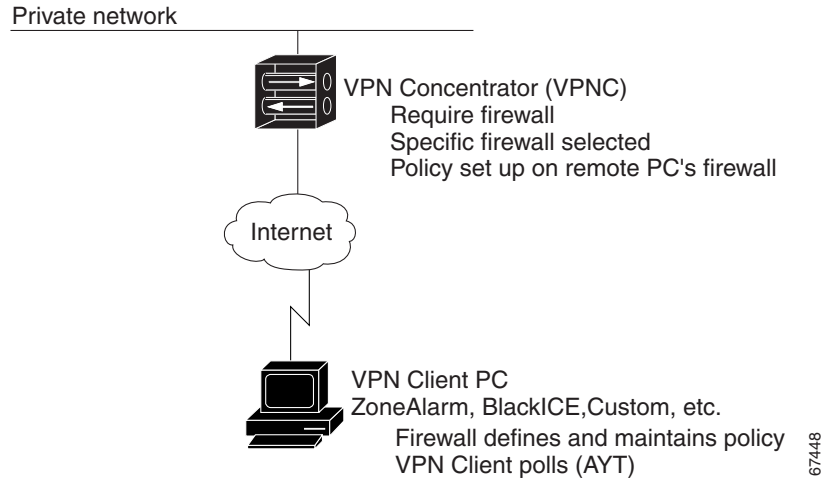 Private network
VPN Concentrator (VPNC)
Require firewall
Specific firewall selected
Policy set up on remote PC's firewall
Internet
VPN Client PC
ZoneAlarm, BlackICE,Custom, etc.
Firewall defines and maintains policy
VPN Client polls (AYT)
67448